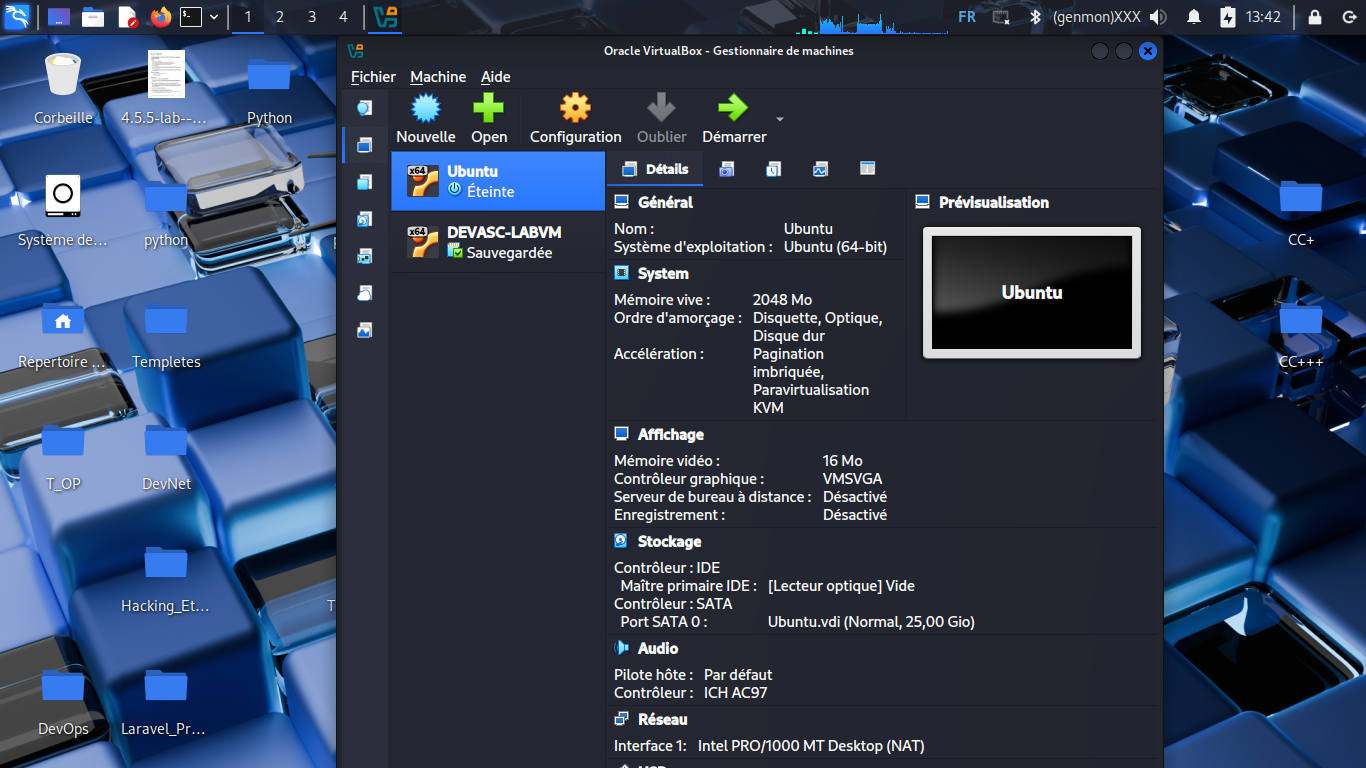 1 2 3 4
FR (genmon)XXX 13:42
Oracle VirtualBox - Gestionnaire de machines
Fichier Machine Aide
Nouvelle Open Configuration Oublier Démarrer
x64 Ubuntu
Éteinte
x64 DEVASC-LABVM
Sauvegardée
Détails
Général
Nom : Ubuntu
Système d'exploitation : Ubuntu (64-bit)
System
Mémoire vive : 2048 Mo
Ordre d'amorçage : Disquette, Optique,
Disque dur
Accélération : Pagination
imbriquée,
Paravirtualisation
KVM
Prévisualisation
Ubuntu
Affichage
Mémoire vidéo : 16 Mo
Contrôleur graphique : VMSVGA
Serveur de bureau à distance : Désactivé
Enregistrement : Désactivé
Stockage
Contrôleur : IDE
Maître primaire IDE : [Lecteur optique] Vide
Contrôleur : SATA
Port SATA 0 : Ubuntu.vdi (Normal, 25,00 Gio)
Audio
Pilote hôte : Par défaut
Contrôleur : ICH AC97
Réseau
Interface 1: Intel PRO/1000 MT Desktop (NAT)
Corbeille 4.5.5-lab--... Python
Système de... python
Répertoire ... Templetes
T_OP DevNet
Hacking_Et... T
DevOps Laravel_Pr...
CC+
CC+++